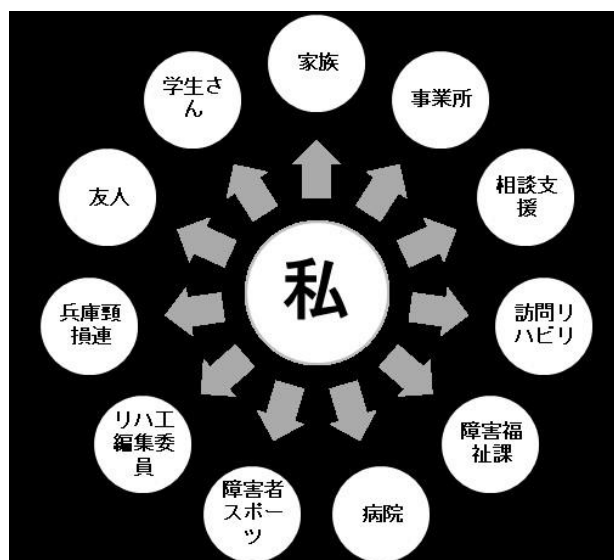 家族
事業所
相談支
援
訪問リ
ハビリ
障害福
祉課
病院
障害者
スポー
ツ
リハ工
編集委
員
兵庫頸
損連
友人
学生さ
ん
私